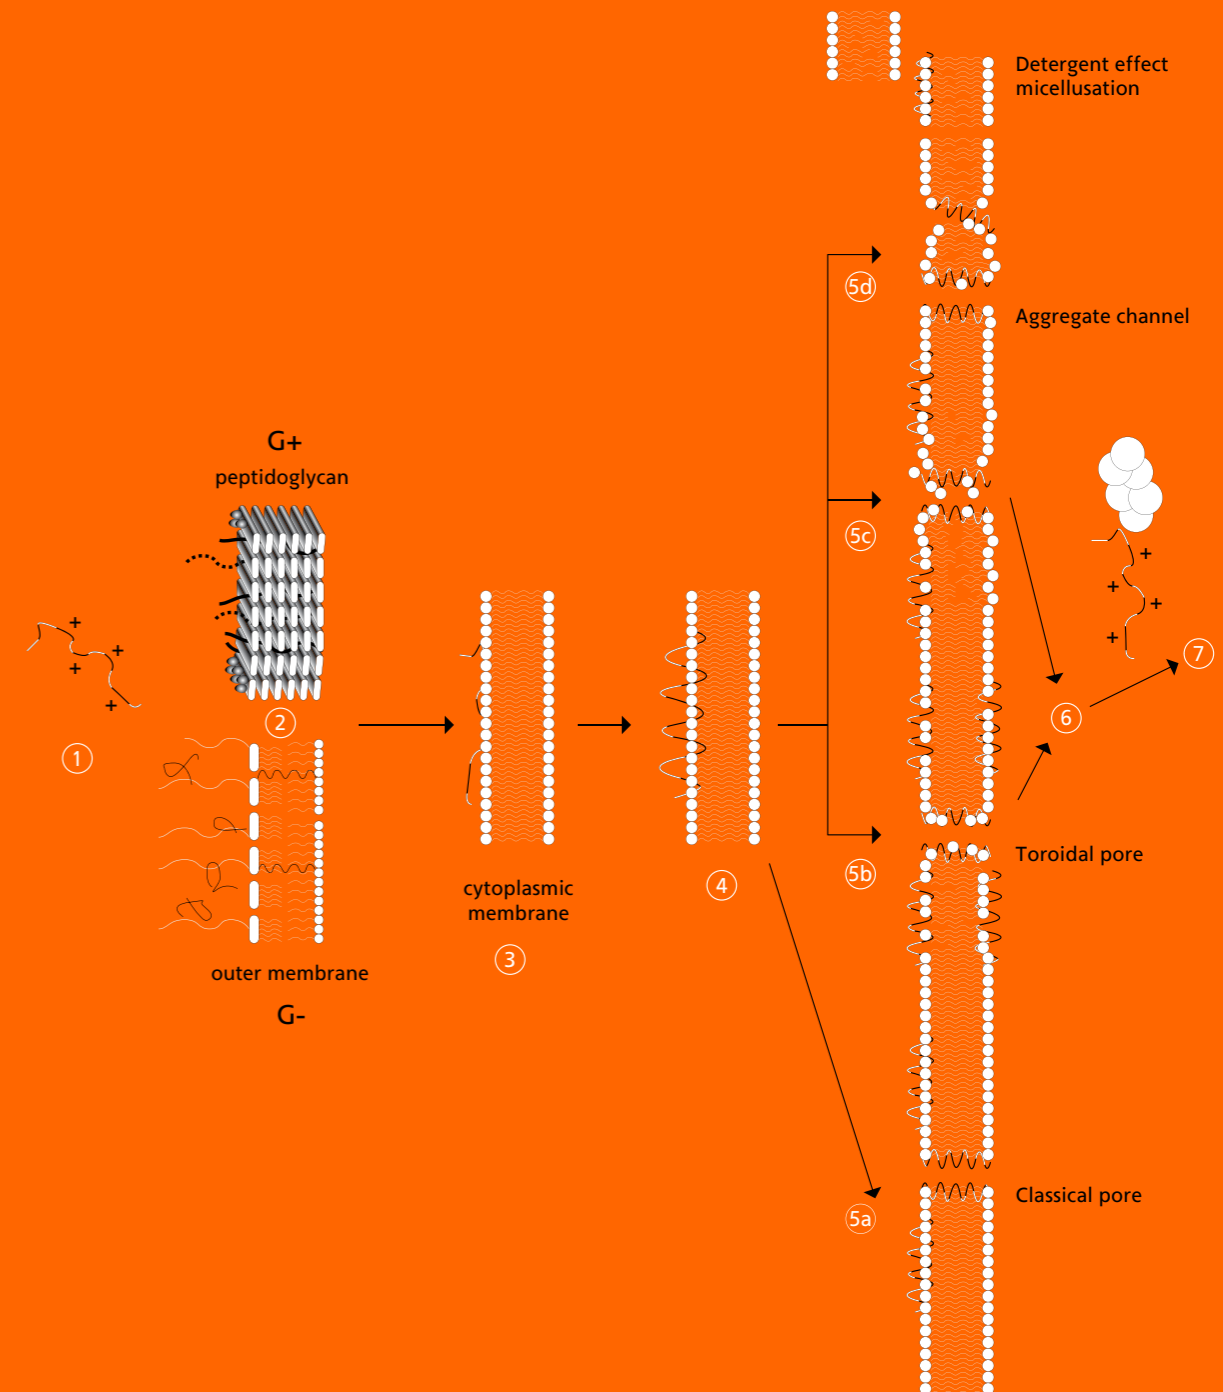 Detergent effect
micellusation
5d
Aggregate channel
G+
peptidoglycan
5c
+
+
+
+
+
+
+
+
7
2
6
1
5b
Toroidal pore
4
cytoplasmic
membrane
3
outer membrane
G-
Classical pore
5a